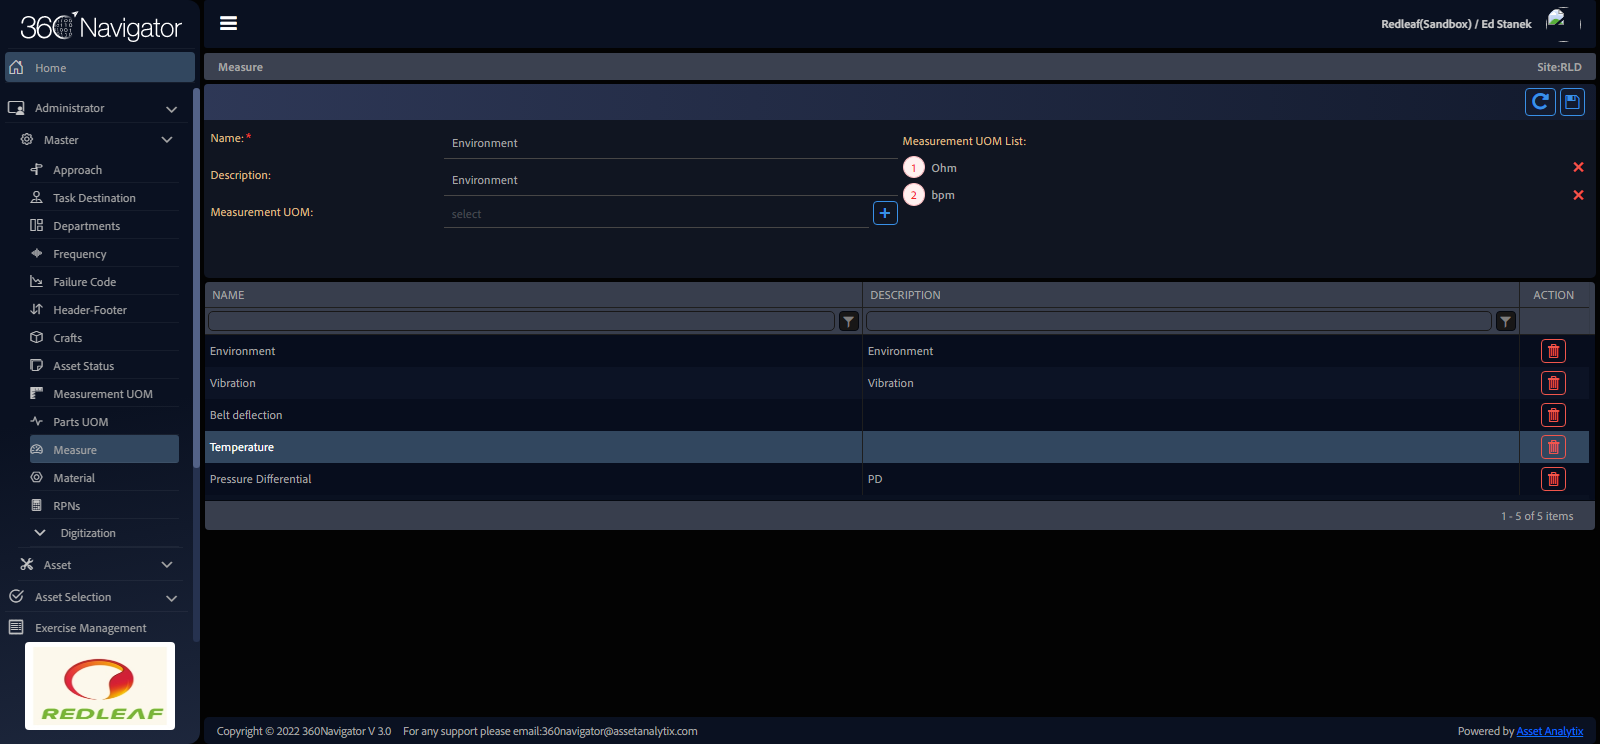 360 Navigator
Redleaf(Sandbox) / Ed Stanek
Home
Measure
Site:RLD
Administrator
Master
Approach
Task Destination
Departments
Frequency
Failure Code
Header-Footer
Crafts
Asset Status
Measurement UOM
Parts UOM
Measure
Material
RPNs
Digitization
Asset
Asset Selection
Exercise Management
REDLEAF
Name: *
Environment
Description:
Environment
Measurement UOM:
select
Measurement UOM List:
1 Ohm
2 bpm
NAME DESCRIPTION ACTION
Environment Environment
Vibration Vibration
Belt deflection
Temperature
Pressure Differential PD
1 - 5 of 5 items
Copyright © 2022 360Navigator V 3.0 For any support please email:360navigator@assetanalytix.com
Powered by Asset Analytix